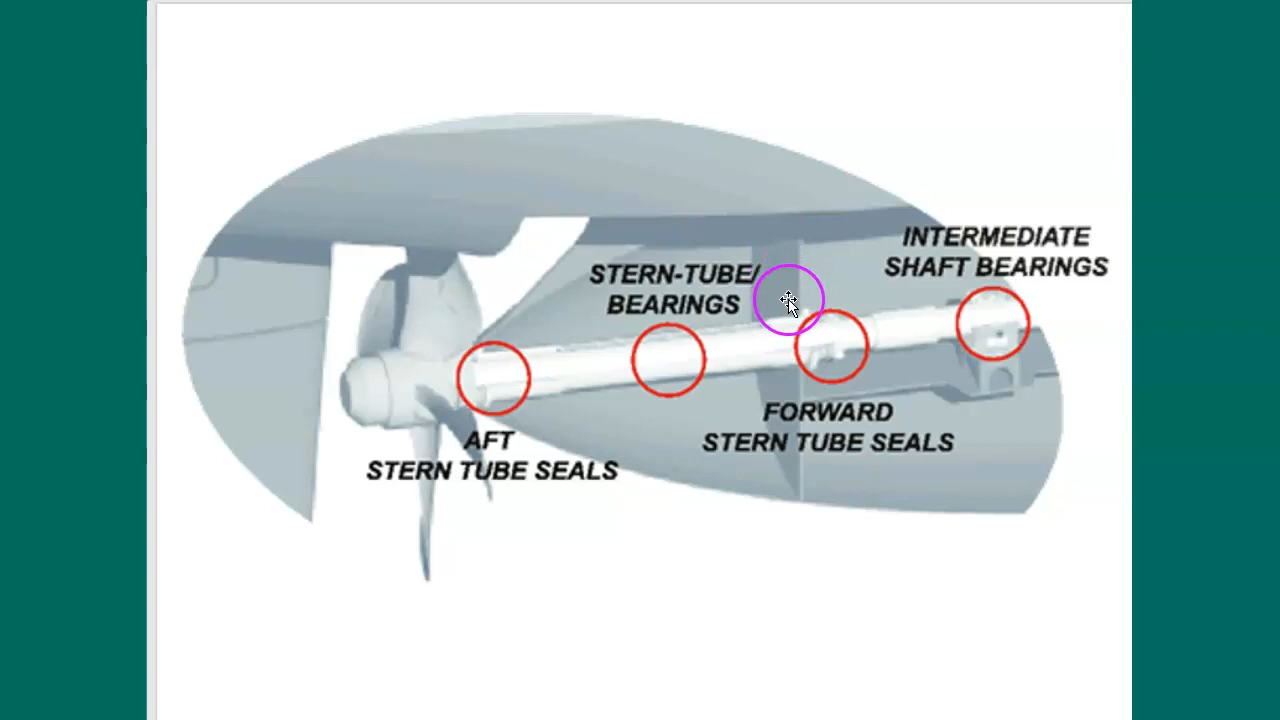 INTERMEDIATE
SHAFT BEARINGS
STERN-TUBE/
BEARINGS
FORWARD
STERN TUBE SEALS
AFT
STERN TUBE SEALS